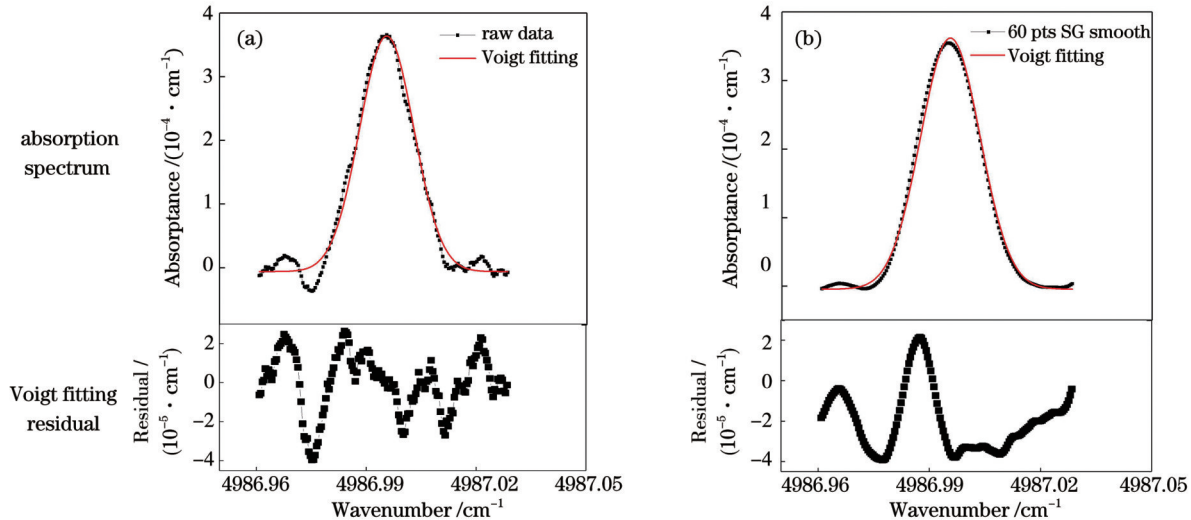 absorption
spectrum
Voigt fitting
residual
(a)
raw data
Voigt fitting
Absorptance /(10⁻⁴ · cm⁻¹)
4
3
2
1
0
Residual /
(10⁻⁵ · cm⁻¹)
2
0
−2
−4
4986.96
4986.99
4987.02
4987.05
Wavenumber /cm⁻¹
(b)
60 pts SG smooth
Voigt fitting
Absorptance /(10⁻⁴ · cm⁻¹)
4
3
2
1
0
Residual /
(10⁻⁵ · cm⁻¹)
2
0
−2
−4
4986.96
4986.99
4987.02
4987.05
Wavenumber /cm⁻¹